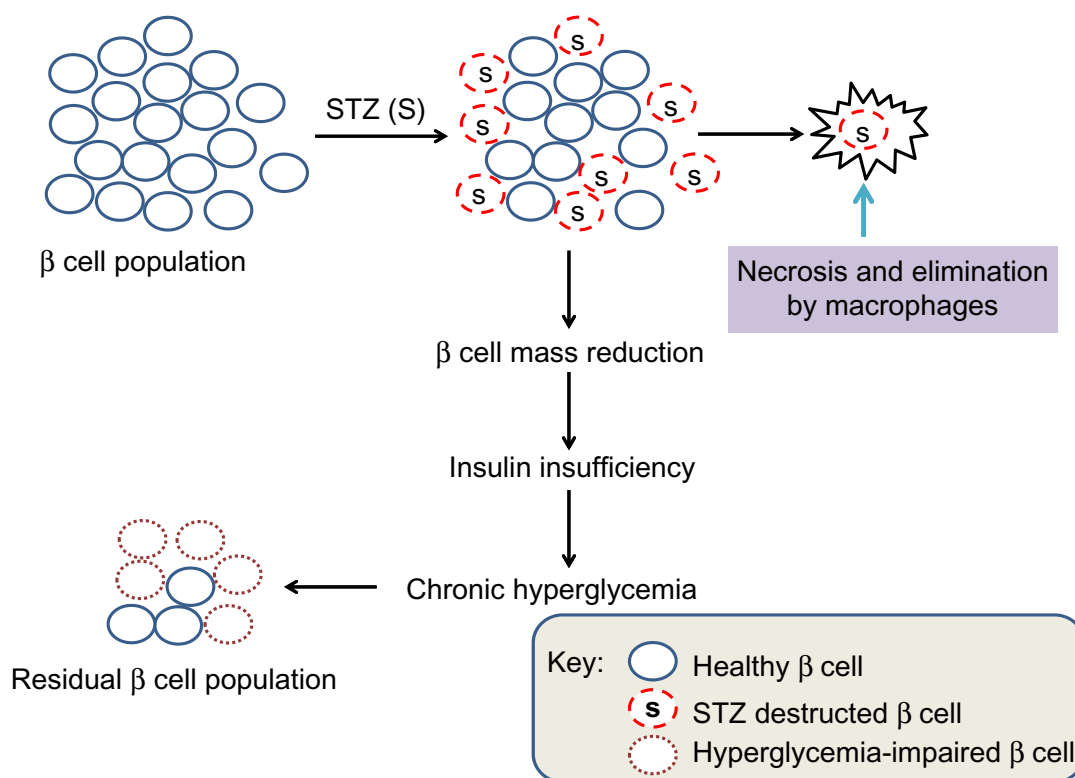 STZ (S)
S
S
S
S
S
S
S
S
S
β cell population
Necrosis and elimination
by macrophages
β cell mass reduction
Insulin insufficiency
Chronic hyperglycemia
Residual β cell population
Key:
Healthy β cell
S
STZ destructed β cell
Hyperglycemia-impaired β cell